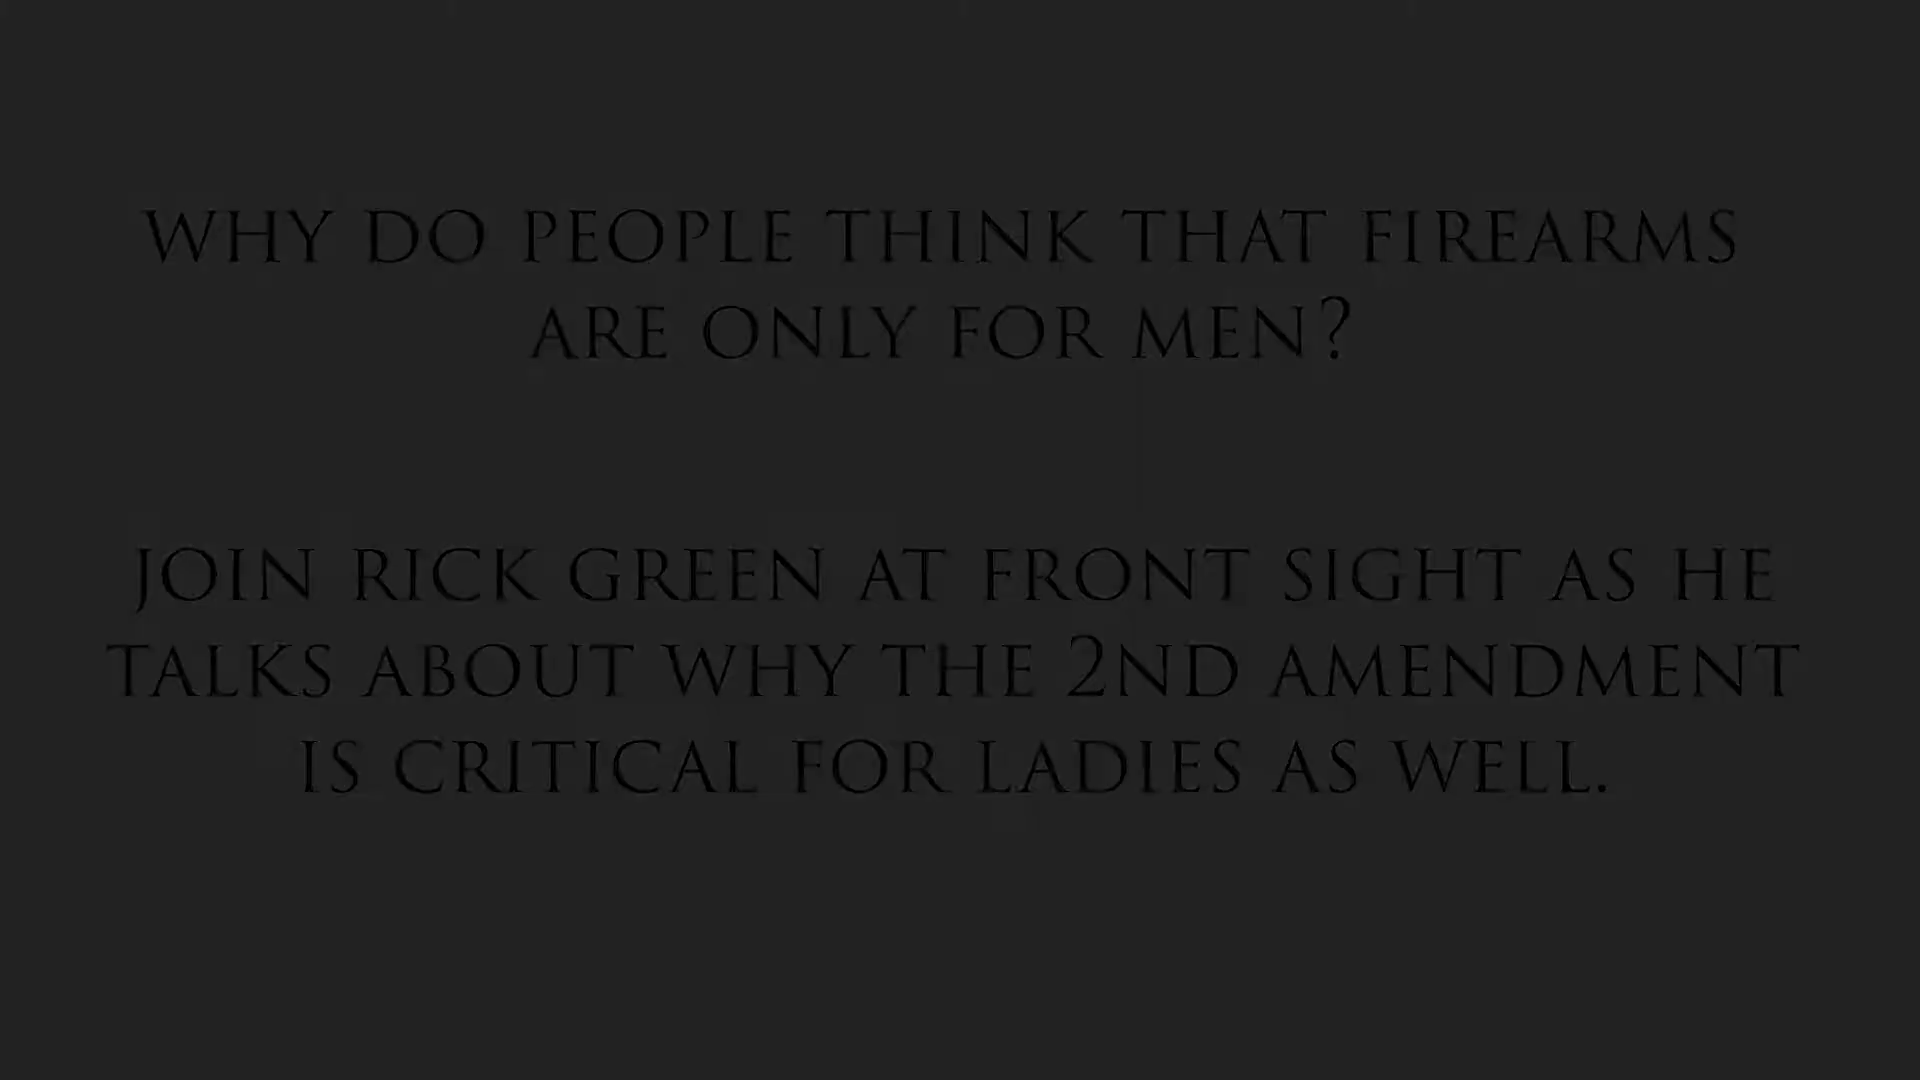 WHY DO PEOPLE THINK THAT FIREARMS
ARE ONLY FOR MEN?
JOIN RICK GREEN AT FRONT SIGHT AS HE
TALKS ABOUT WHY THE 2ND AMENDMENT
IS CRITICAL FOR LADIES AS WELL.